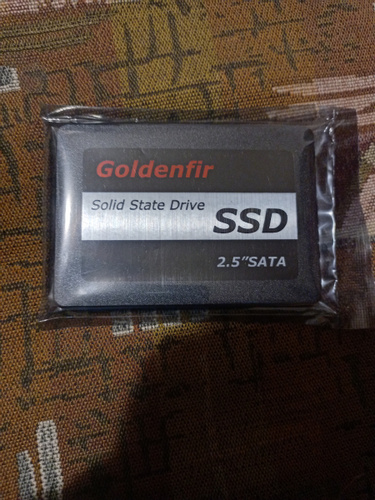 Goldenfir
Solid State Drive
SSD
2.5"SATA